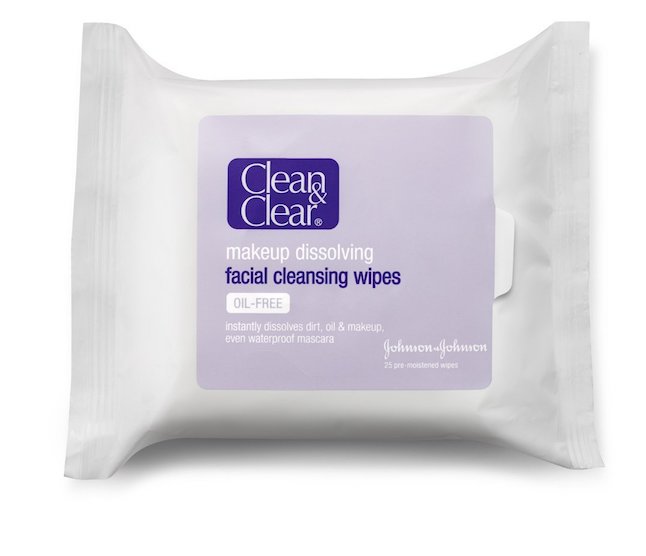 Clean
&
Clear®
makeup dissolving
facial cleansing wipes
OIL-FREE
instantly dissolves dirt, oil & makeup,
even waterproof mascara
Johnson & Johnson
25 pre-moistened wipes